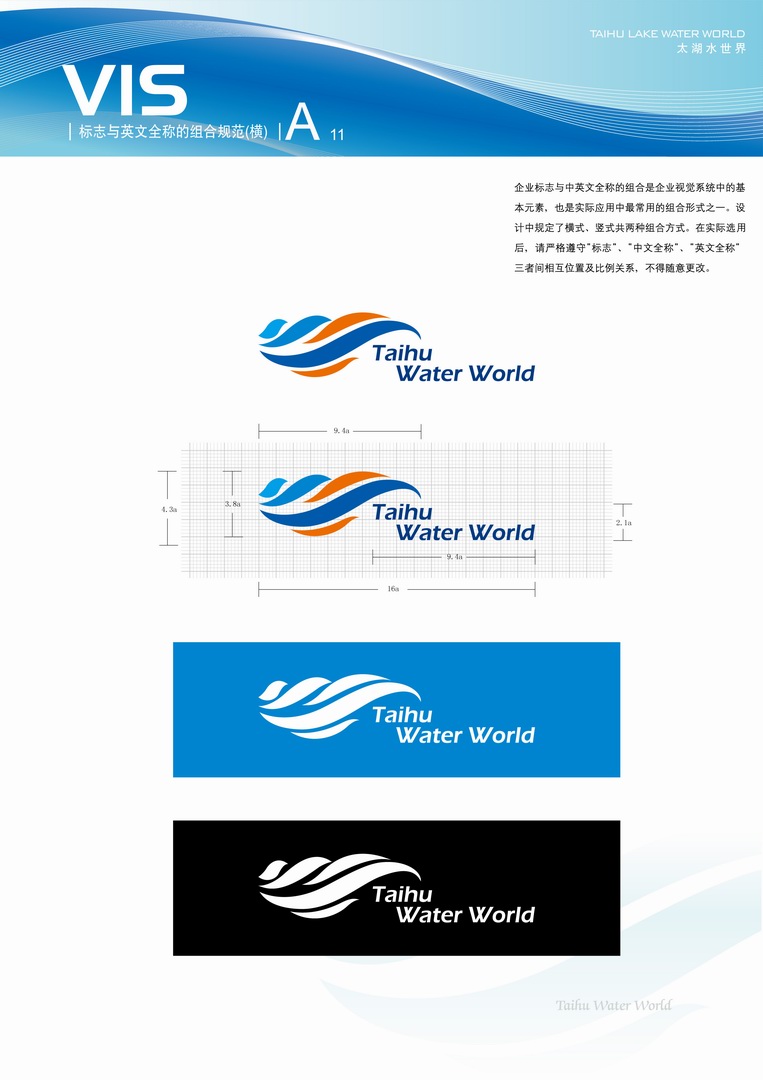 TAIHU LAKE WATER WORLD
太湖水世界
VIS
标志与英文全称的组合规范(横)
A 11
企业标志与中英文全称的组合是企业视觉系统中的基
本元素，也是实际应用中最常用的组合形式之一。设
计中规定了横式、竖式共两种组合方式。在实际选用
后，请严格遵守“标志”、“中文全称”、“英文全称”
三者间相互位置及比例关系，不得随意更改。
Taihu
Water World
9.4a
4.3a
3.8a
Taihu
Water World
2.1a
9.4a
16a
Taihu
Water World
Taihu
Water World
Taihu Water World